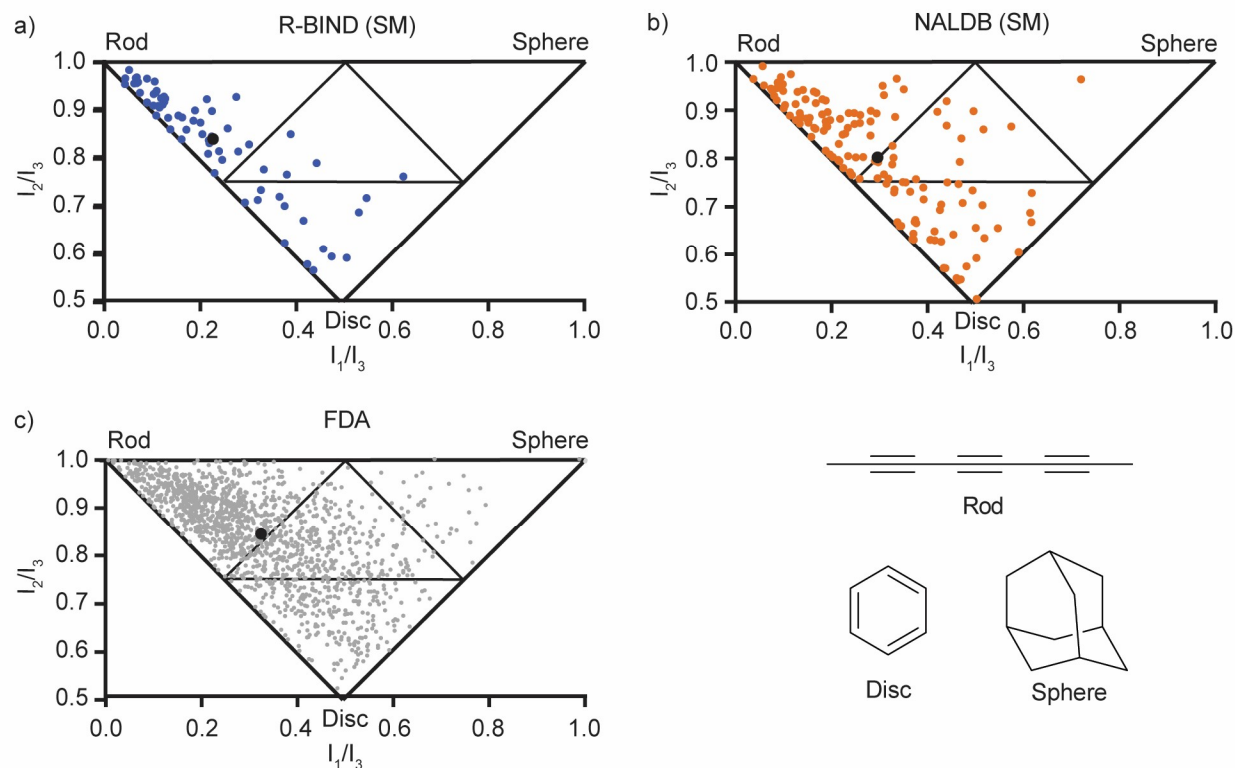 a)
R-BIND (SM)
Rod
Sphere
1.0
0.9
0.8
0.7
0.6
0.5
I₂/I₃
0.0
0.2
0.4
0.6
0.8
1.0
Disc
I₁/I₃
b)
NALDB (SM)
Rod
Sphere
1.0
0.9
0.8
0.7
0.6
0.5
I₂/I₃
0.0
0.2
0.4
0.6
0.8
1.0
Disc
I₁/I₃
c)
FDA
Rod
Sphere
1.0
0.9
0.8
0.7
0.6
0.5
I₂/I₃
0.0
0.2
0.4
0.6
0.8
1.0
Disc
I₁/I₃
Rod
Disc
Sphere